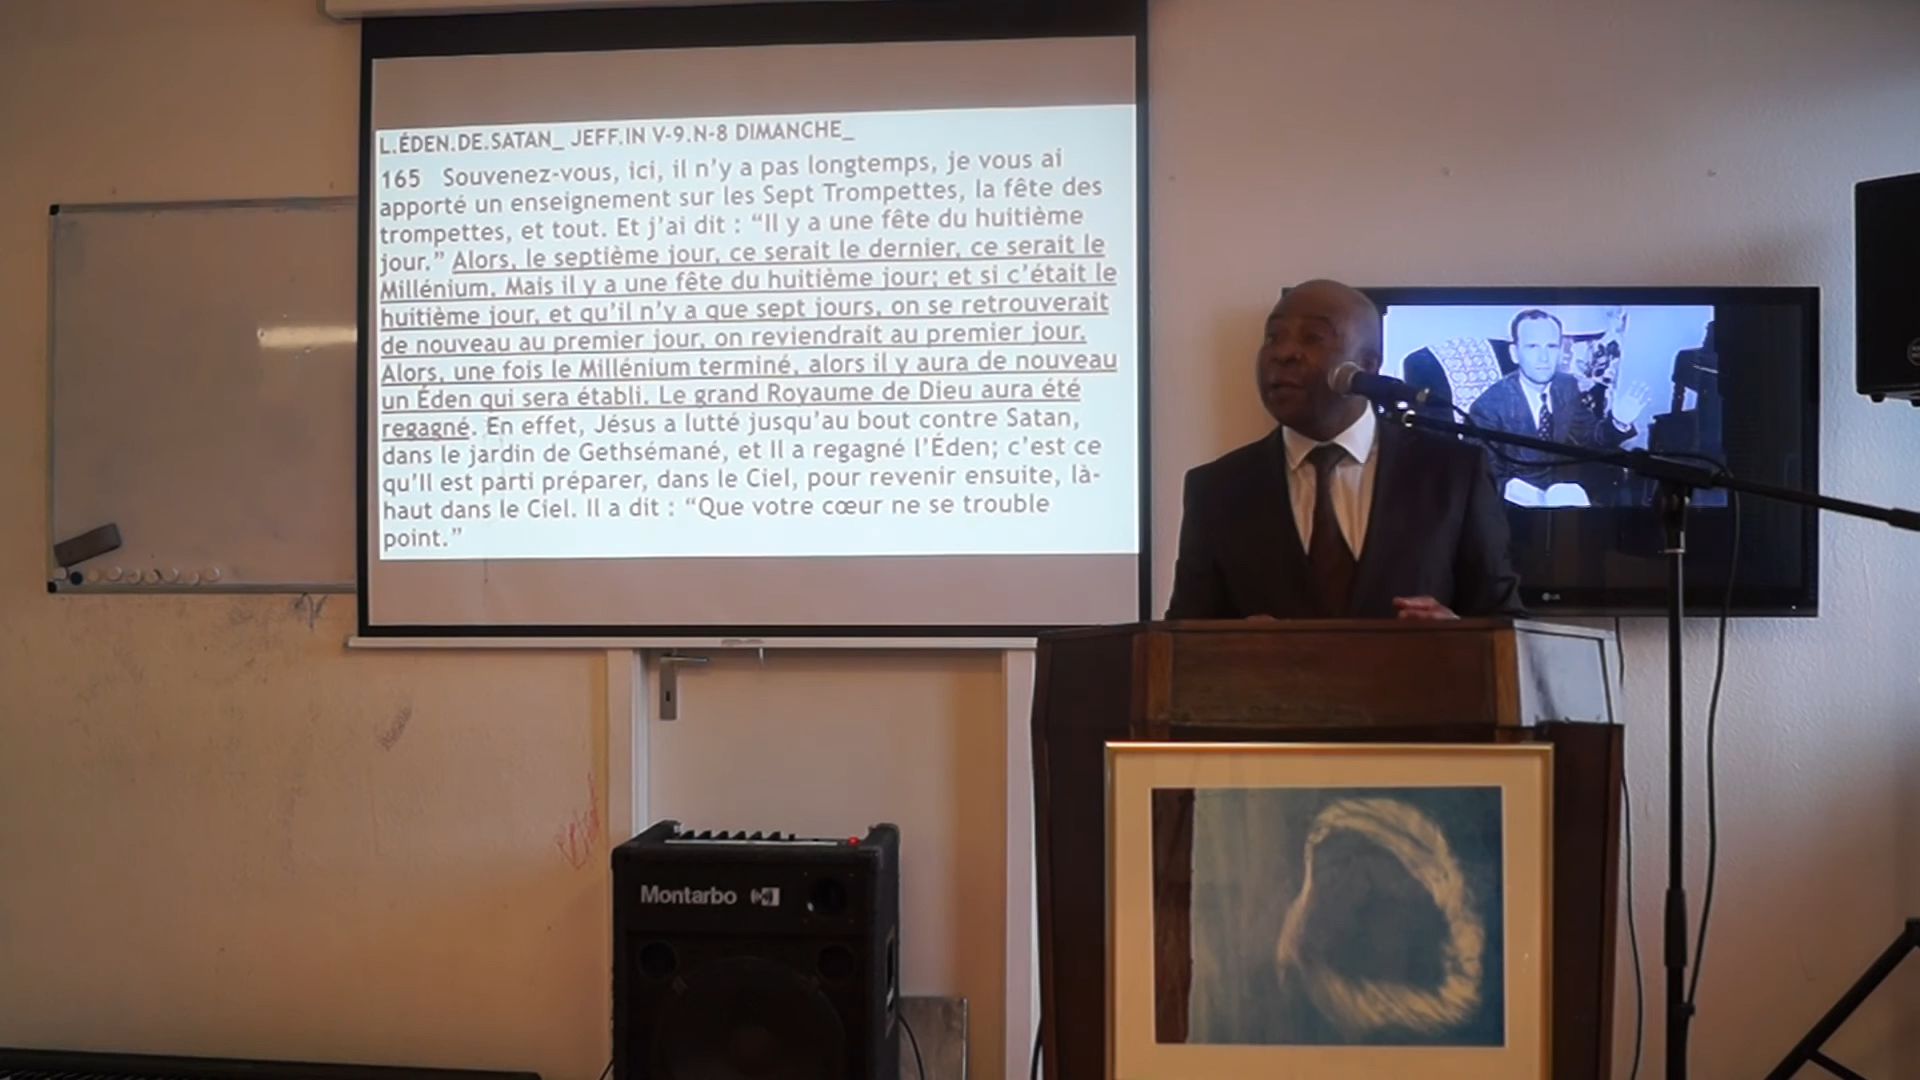 L.ÉDEN.DE.SATAN_ JEFF.IN V-9.N-8 DIMANCHE_
165 Souvenez-vous, ici, il n'y a pas longtemps, je vous ai
apporté un enseignement sur les Sept Trompettes, la fête des
trompettes, et tout. Et j'ai dit : “Il y a une fête du huitième
jour.” Alors, le septième jour, ce serait le dernier, ce serait le
Millénium. Mais il y a une fête du huitième jour; et si c'était le
huitième jour, et qu'il n'y a que sept jours, on se retrouverait
de nouveau au premier jour, on reviendrait au premier jour.
Alors, une fois le Millénium terminé, alors il y aura de nouveau
un Éden qui sera établi. Le grand Royaume de Dieu aura été
regagné. En effet, Jésus a lutté jusqu'au bout contre Satan,
dans le jardin de Gethsémané, et Il a regagné l'Éden; c'est ce
qu'Il est parti préparer, dans le Ciel, pour revenir ensuite, là-
haut dans le Ciel. Il a dit : “Que votre cœur ne se trouble
point.”
LG
Montarbo